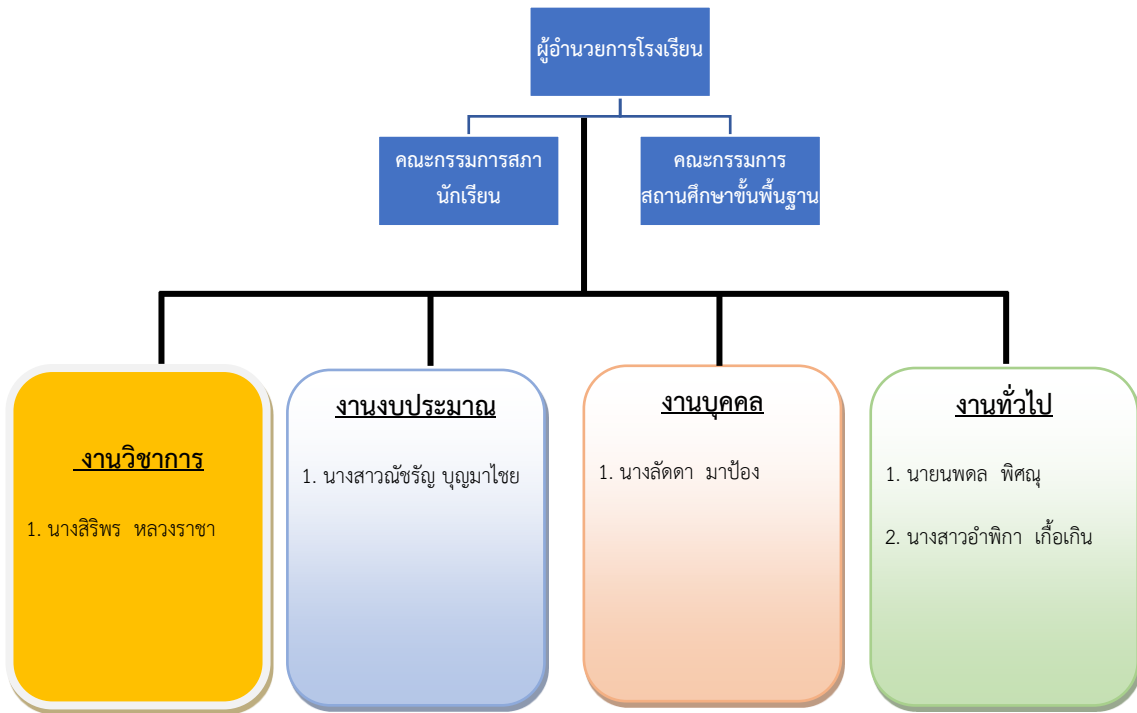 ผู้อำนวยการโรงเรียน
คณะกรรมการสภา
นักเรียน
คณะกรรมการ
สถานศึกษาขั้นพื้นฐาน
งานวิชาการ
1. นางสิริพร หลวงราชา
งานงบประมาณ
1. นางสาวณัชรัญ บุญมาไชย
งานบุคคล
1. นางลัดดา มาป้อง
งานทั่วไป
1. นายนพดล พิศณุ
2. นางสาวอำพิกา เกื้อเกิน